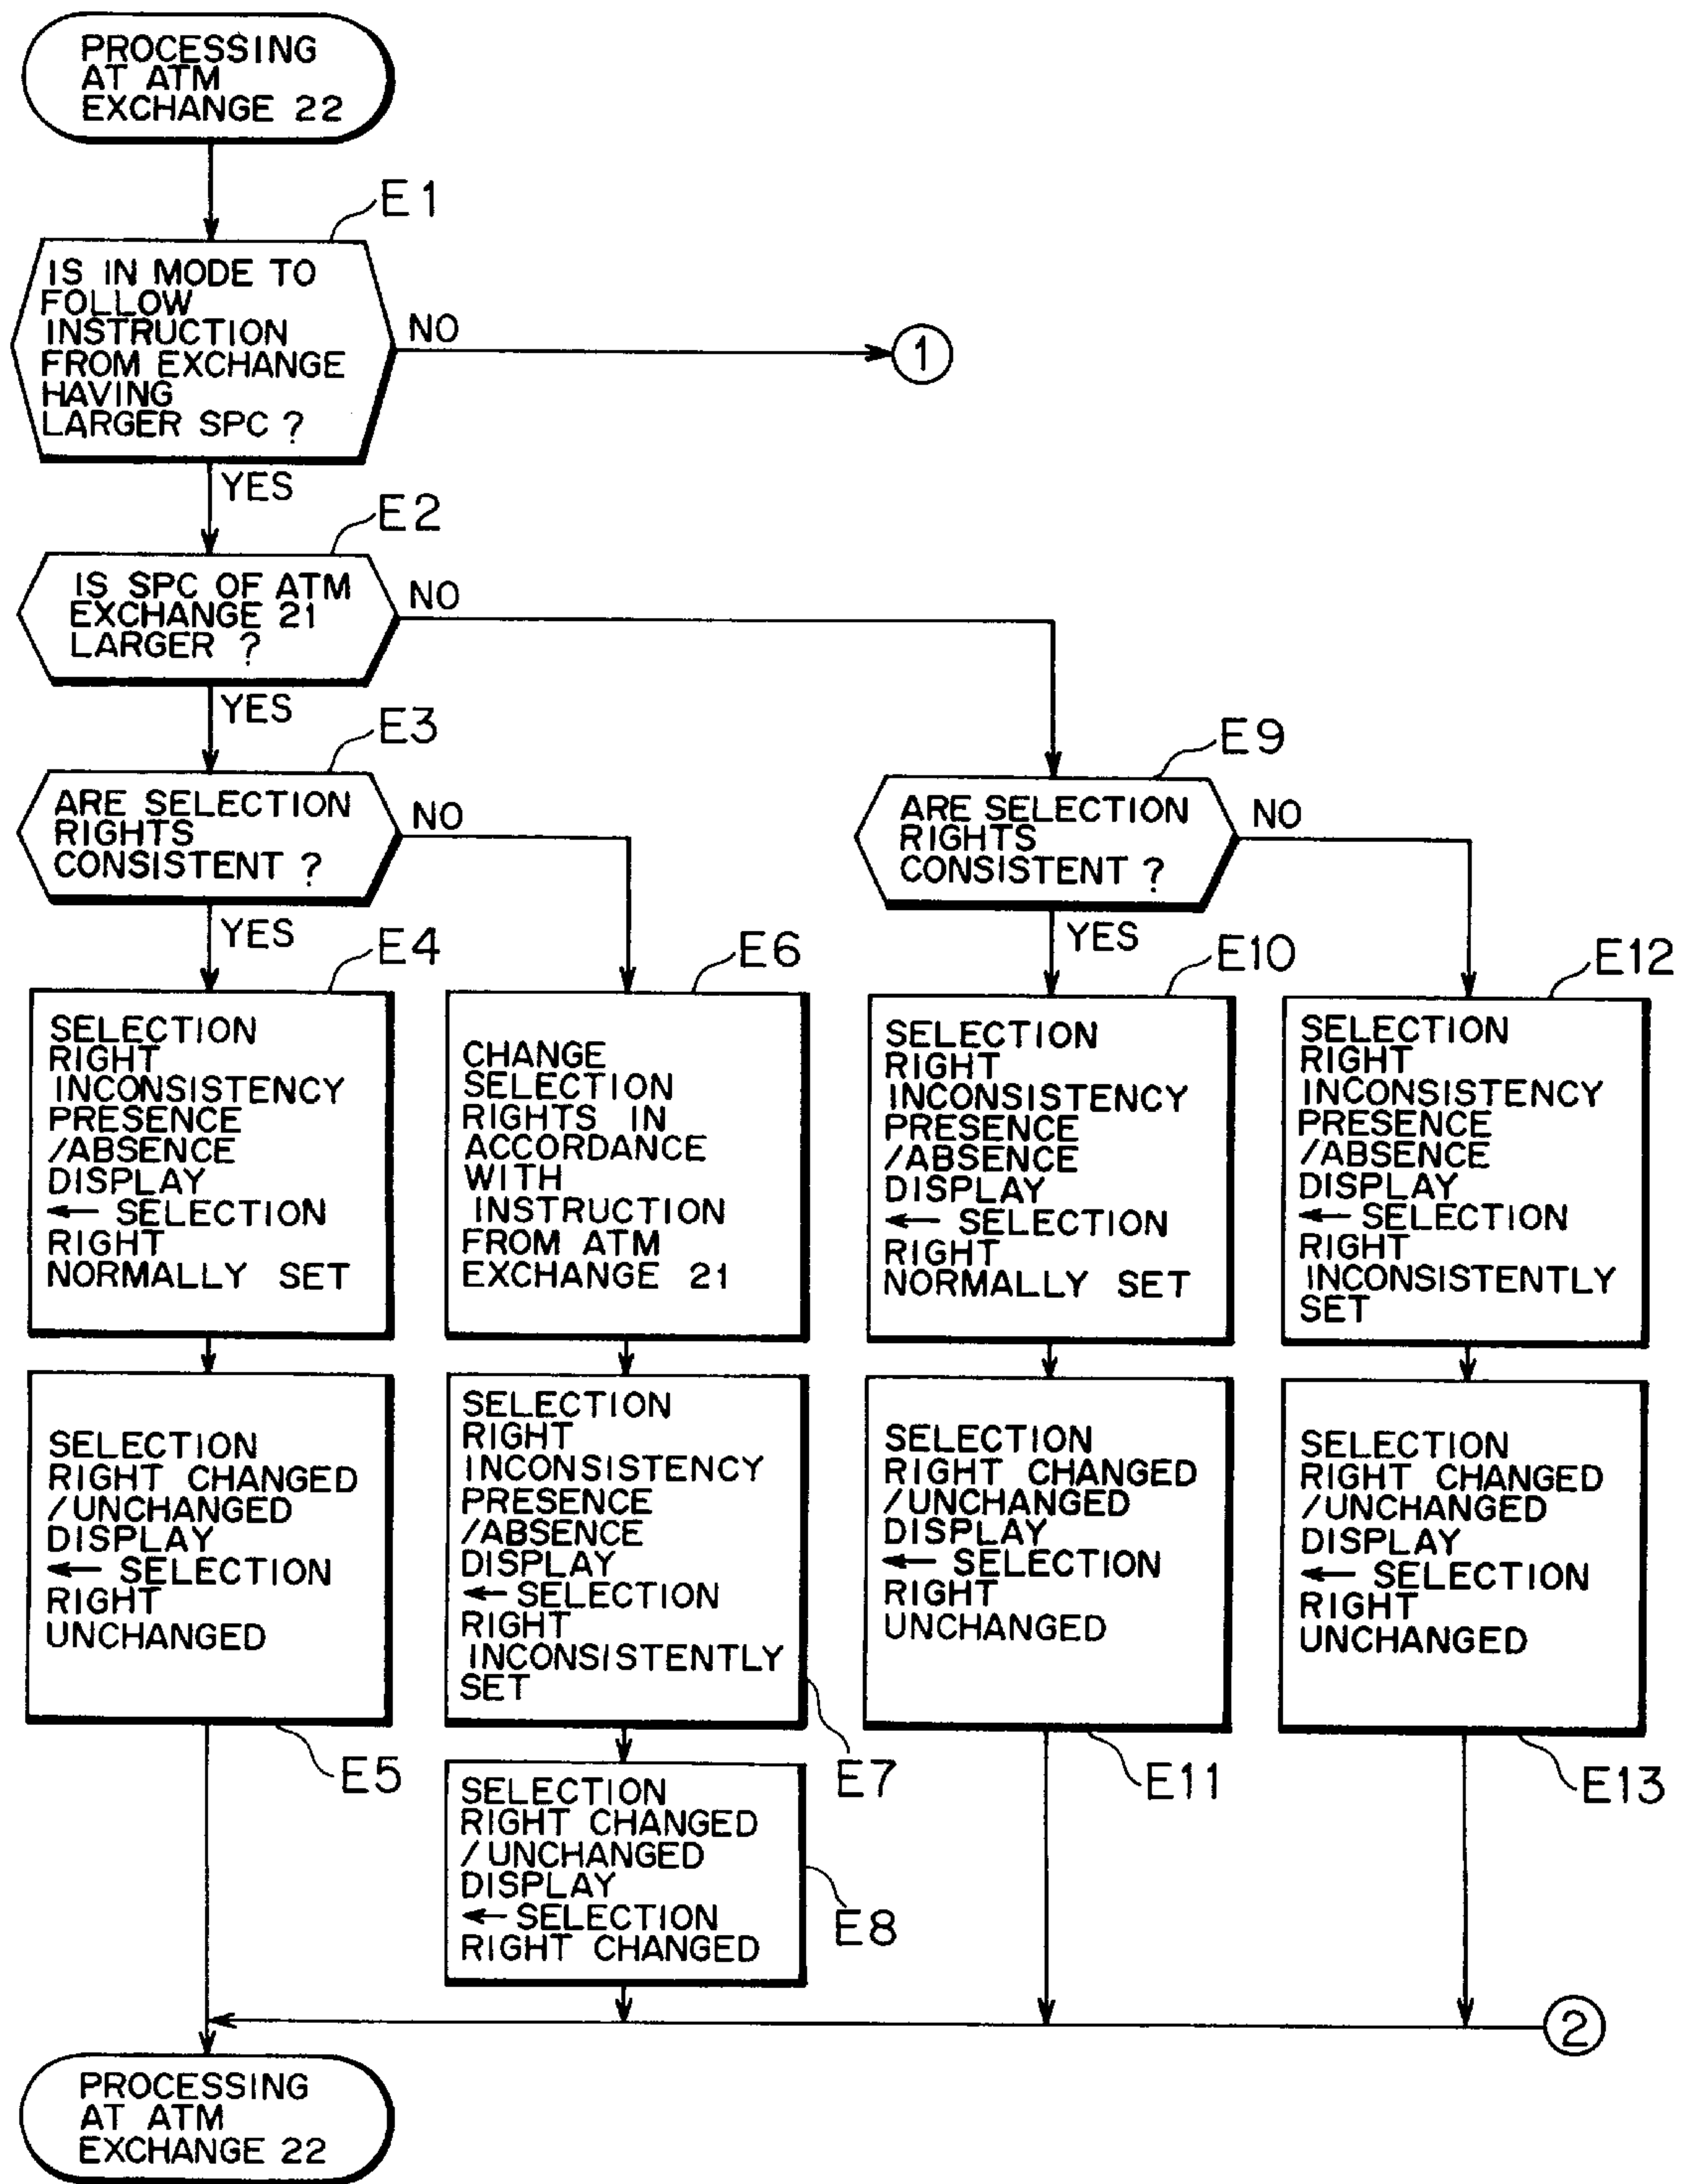 PROCESSING
AT ATM
EXCHANGE 22
E1
IS IN MODE TO
FOLLOW
INSTRUCTION
FROM EXCHANGE
HAVING
LARGER SPC ?
NO
1
YES
E2
IS SPC OF ATM
EXCHANGE 21
LARGER ?
NO
YES
E3
ARE SELECTION
RIGHTS
CONSISTENT ?
NO
YES
E9
ARE SELECTION
RIGHTS
CONSISTENT ?
NO
YES
E4
SELECTION
RIGHT
INCONSISTENCY
PRESENCE
/ABSENCE
DISPLAY
← SELECTION
RIGHT
NORMALLY SET
E6
CHANGE
SELECTION
RIGHTS IN
ACCORDANCE
WITH
INSTRUCTION
FROM ATM
EXCHANGE 21
E10
SELECTION
RIGHT
INCONSISTENCY
PRESENCE
/ABSENCE
DISPLAY
← SELECTION
RIGHT
NORMALLY SET
E12
SELECTION
RIGHT
INCONSISTENCY
PRESENCE
/ABSENCE
DISPLAY
← SELECTION
RIGHT
INCONSISTENTLY
SET
SELECTION
RIGHT CHANGED
/UNCHANGED
DISPLAY
← SELECTION
RIGHT
UNCHANGED
E5
SELECTION
RIGHT
INCONSISTENCY
PRESENCE
/ABSENCE
DISPLAY
← SELECTION
RIGHT
INCONSISTENTLY
SET
E7
SELECTION
RIGHT CHANGED
/UNCHANGED
DISPLAY
← SELECTION
RIGHT
UNCHANGED
E11
SELECTION
RIGHT CHANGED
/UNCHANGED
DISPLAY
← SELECTION
RIGHT
UNCHANGED
E13
SELECTION
RIGHT CHANGED
/UNCHANGED
DISPLAY
← SELECTION
RIGHT CHANGED
E8
2
PROCESSING
AT ATM
EXCHANGE 22